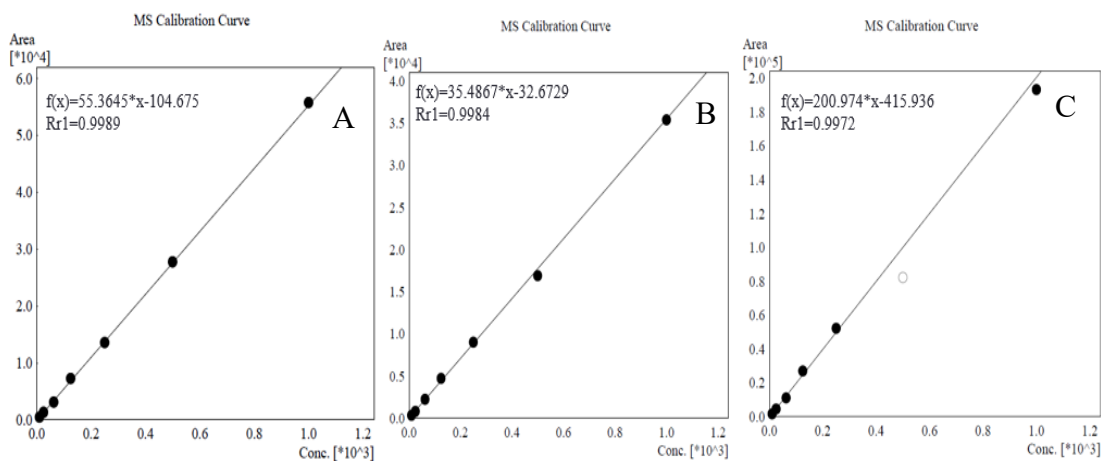 MS Calibration Curve
Area
[*10^4]
f(x)=55.3645*x-104.675
Rr1=0.9989
A
6.0
5.0
4.0
3.0
2.0
1.0
0.0
0.0 0.2 0.4 0.6 0.8 1.0 1.2
Conc. [*10^3]
MS Calibration Curve
Area
[*10^4]
f(x)=35.4867*x-32.6729
Rr1=0.9984
B
4.0
3.5
3.0
2.5
2.0
1.5
1.0
0.5
0.0
0.0 0.2 0.4 0.6 0.8 1.0 1.2
Conc. [*10^3]
MS Calibration Curve
Area
[*10^5]
f(x)=200.974*x-415.936
Rr1=0.9972
C
2.0
1.8
1.6
1.4
1.2
1.0
0.8
0.6
0.4
0.2
0.0
0.0 0.2 0.4 0.6 0.8 1.0 1.2
Conc. [*10^3]